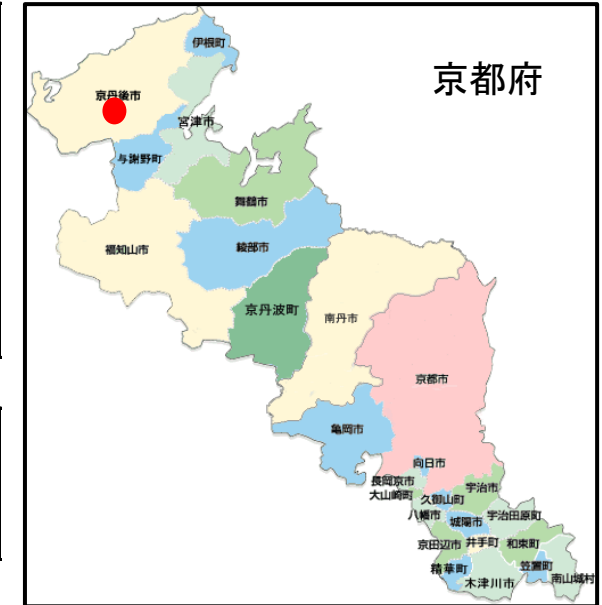 京都府
伊根町
京丹後市
宮津市
与謝野町
舞鶴市
福知山市
綾部市
京丹波町
南丹市
京都市
亀岡市
向日市
長岡京市
大山崎町
宇治市
久御山町
八幡市
宇治田原町
城陽市
京田辺市
井手町
和束町
精華町
笠置町
木津川市
南山城村